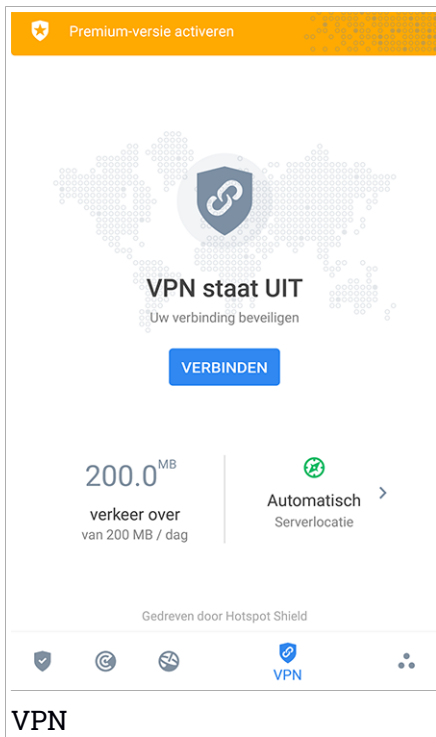 Premium-versie activeren
VPN staat UIT
Uw verbinding beveiligen
VERBINDEN
200.0 MB
verkeer over
van 200 MB / dag
Automatisch
Serverlocatie
Gedreven door Hotspot Shield
VPN
VPN